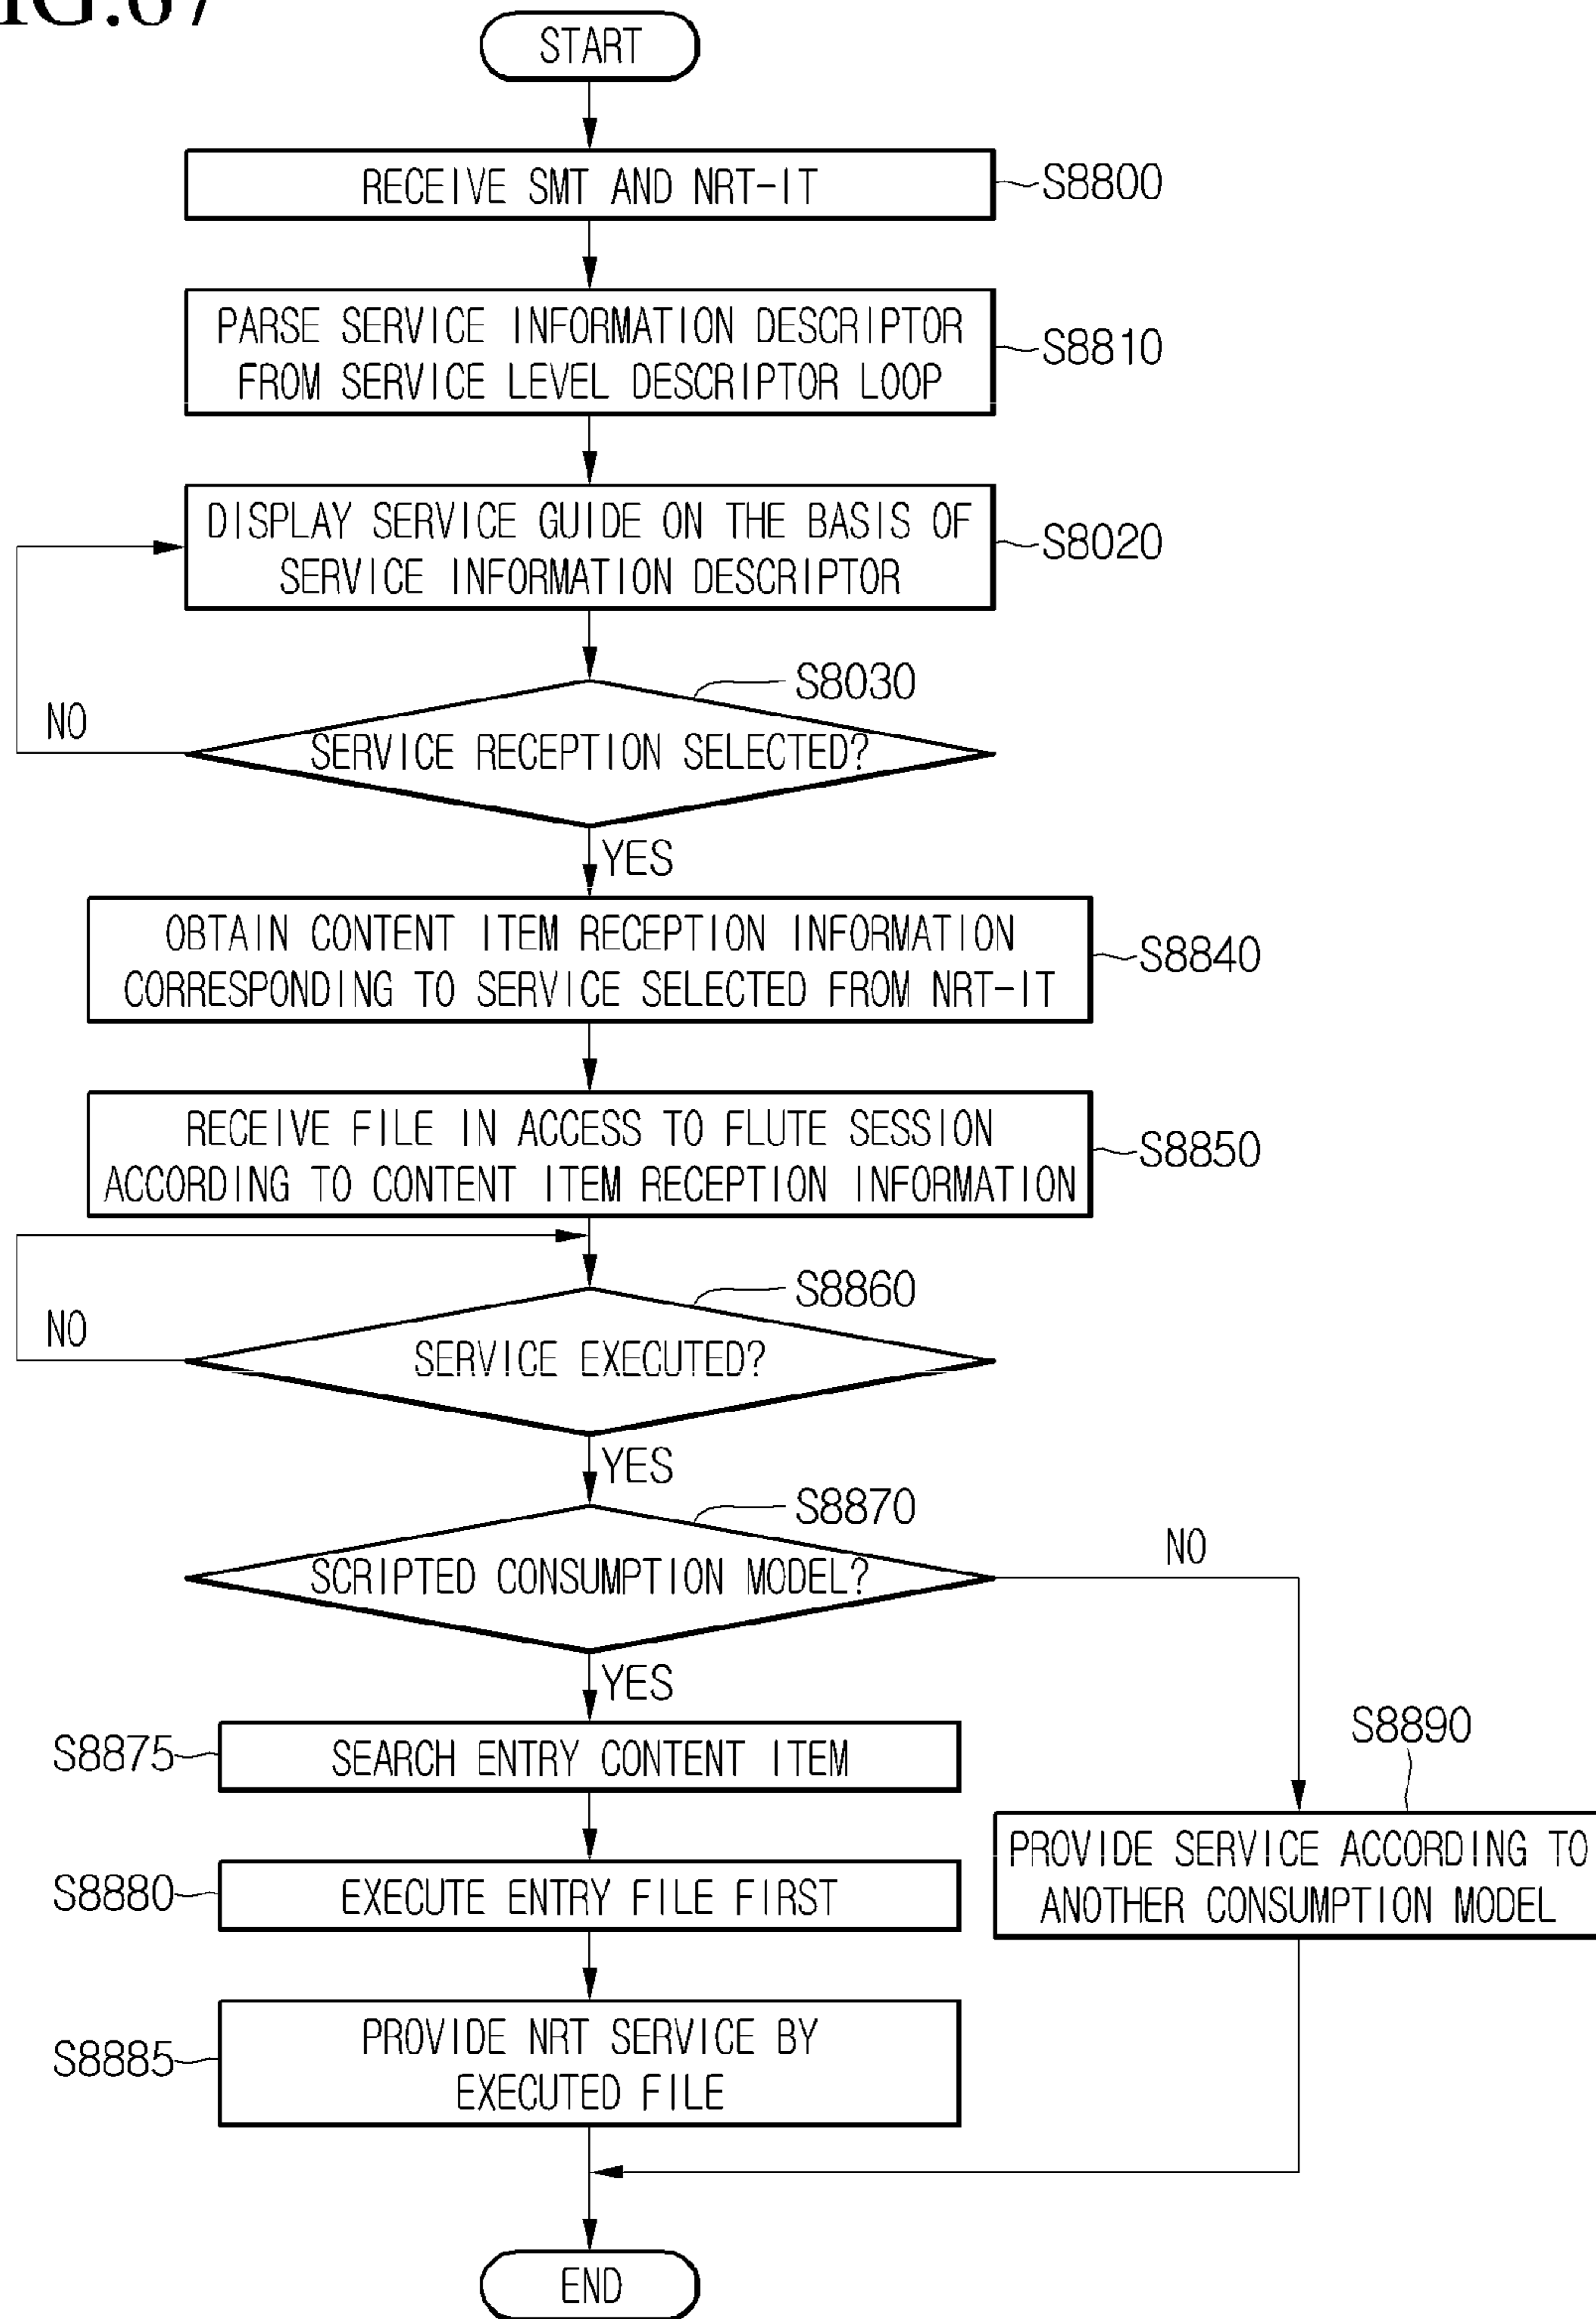 FIG.67
START
RECEIVE SMT AND NRT-IT
S8800
PARSE SERVICE INFORMATION DESCRIPTOR
FROM SERVICE LEVEL DESCRIPTOR LOOP
S8810
DISPLAY SERVICE GUIDE ON THE BASIS OF
SERVICE INFORMATION DESCRIPTOR
S8020
S8030
NO
SERVICE RECEPTION SELECTED?
YES
OBTAIN CONTENT ITEM RECEPTION INFORMATION
CORRESPONDING TO SERVICE SELECTED FROM NRT-IT
S8840
RECEIVE FILE IN ACCESS TO FLUTE SESSION
ACCORDING TO CONTENT ITEM RECEPTION INFORMATION
S8850
S8860
NO
SERVICE EXECUTED?
YES
S8870
NO
SCRIPTED CONSUMPTION MODEL?
YES
S8875
SEARCH ENTRY CONTENT ITEM
S8890
PROVIDE SERVICE ACCORDING TO
ANOTHER CONSUMPTION MODEL
S8880
EXECUTE ENTRY FILE FIRST
S8885
PROVIDE NRT SERVICE BY
EXECUTED FILE
END